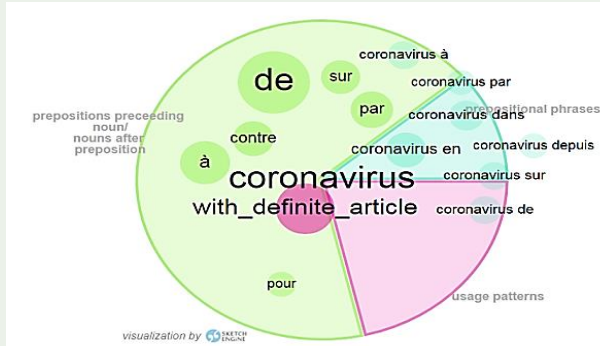 coronavirus à
de
sur
coronavirus par
par
coronavirus dans
prepositional phrases
prepositions preceeding
noun/
nouns after
preposition
contre
coronavirus en
coronavirus depuis
à
coronavirus
coronavirus sur
with_definite_article
coronavirus de
pour
usage patterns
visualization by SKETCH
ENGINE